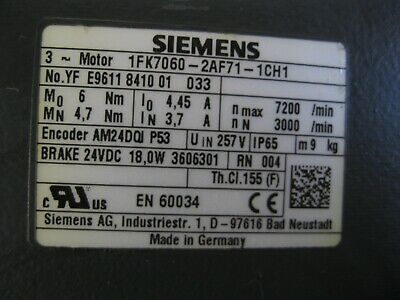 SIEMENS
3 ~ Motor 1FK7060-2AF71-1CH1
No.YF E9611 8410 01 033
M0 6 Nm I0 4,45 A n max 7200 /min
MN 4,7 Nm IN 3,7 A n N 3000 /min
Encoder AM24DQI P53 UIN 257 V IP65 m 9 kg
BRAKE 24VDC 18,0W 3606301 RN 004
Th.Cl.155 (F)
c RU us EN 60034 CE
Siemens AG, Industriestr. 1, D-97616 Bad Neustadt
Made in Germany